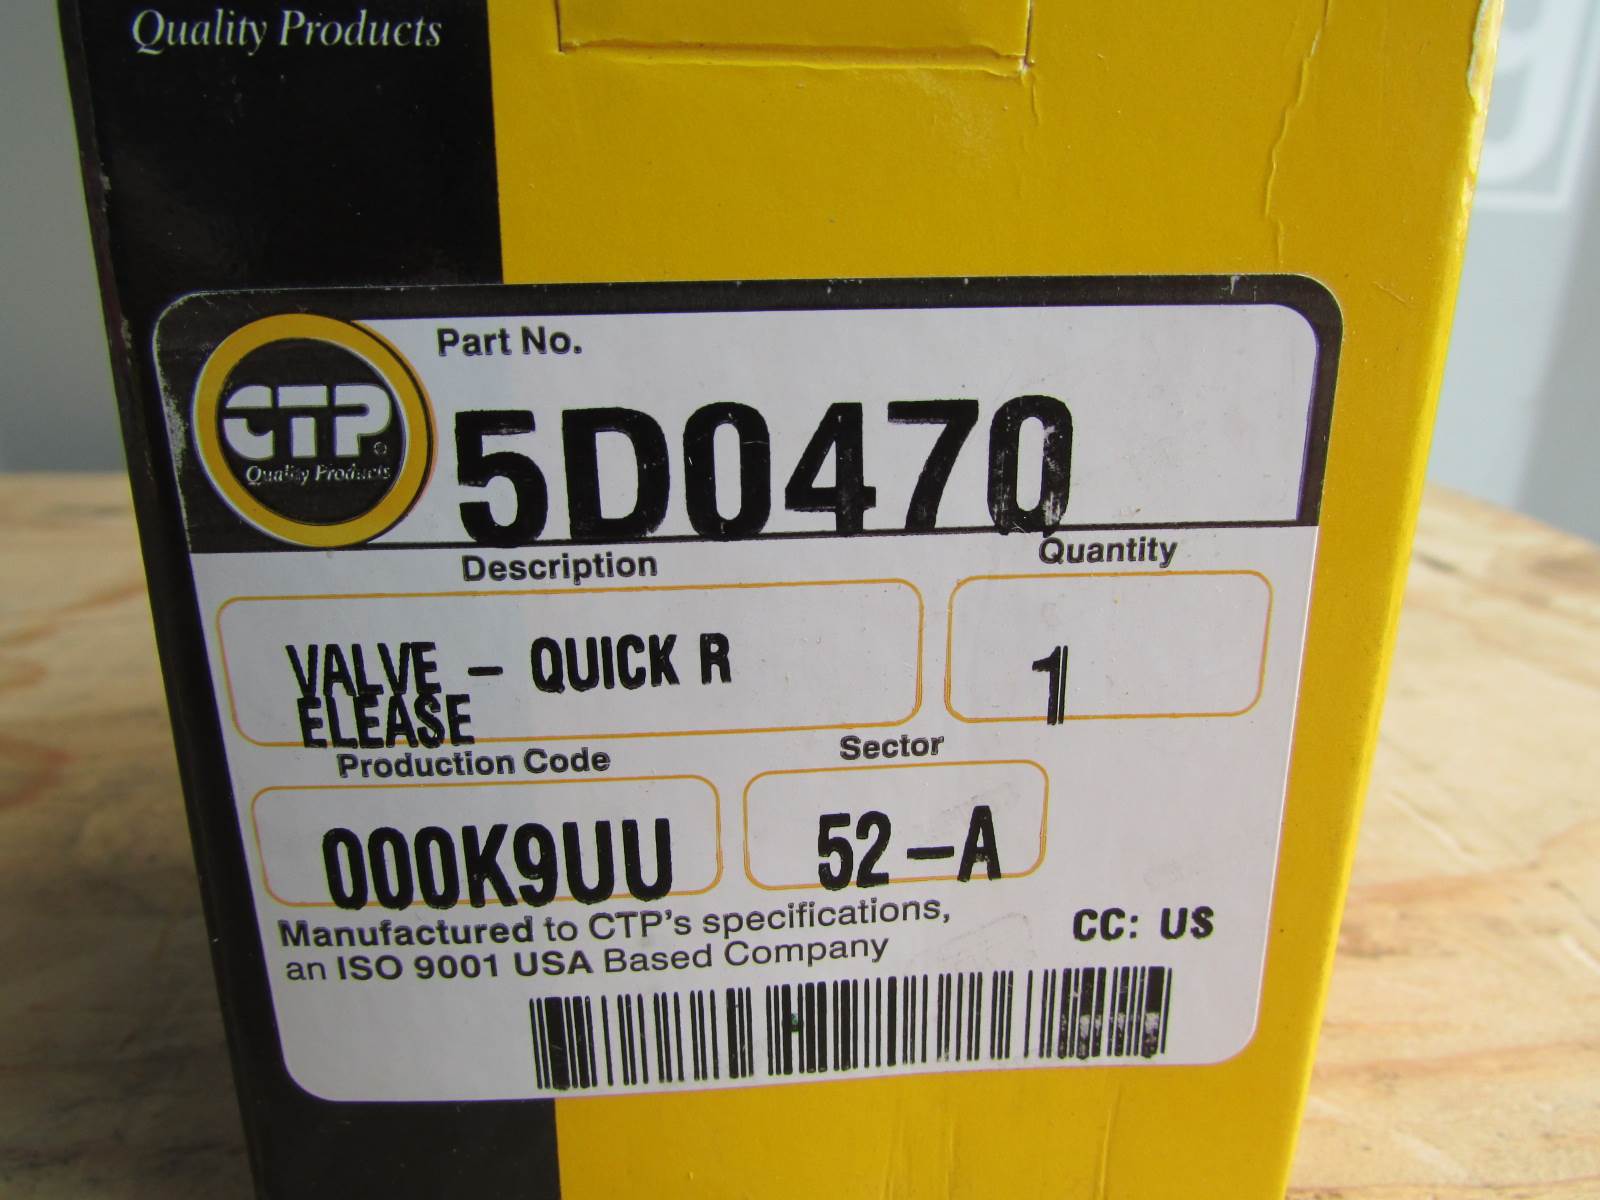 Quality Products
CTP®
Quality Products
Part No.
5D0470
Description
Quantity
VALVE - QUICK R
ELEASE
1
Production Code
Sector
000K9UU
52-A
Manufactured to CTP's specifications,
an ISO 9001 USA Based Company
CC: US